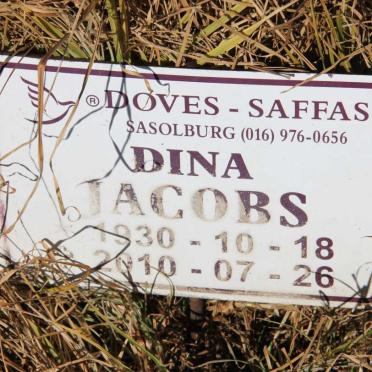 ® DOVES - SAFFAS
SASOLBURG (016) 976-0656
DINA
JACOBS
1930 - 10 - 18
2010 - 07 - 26